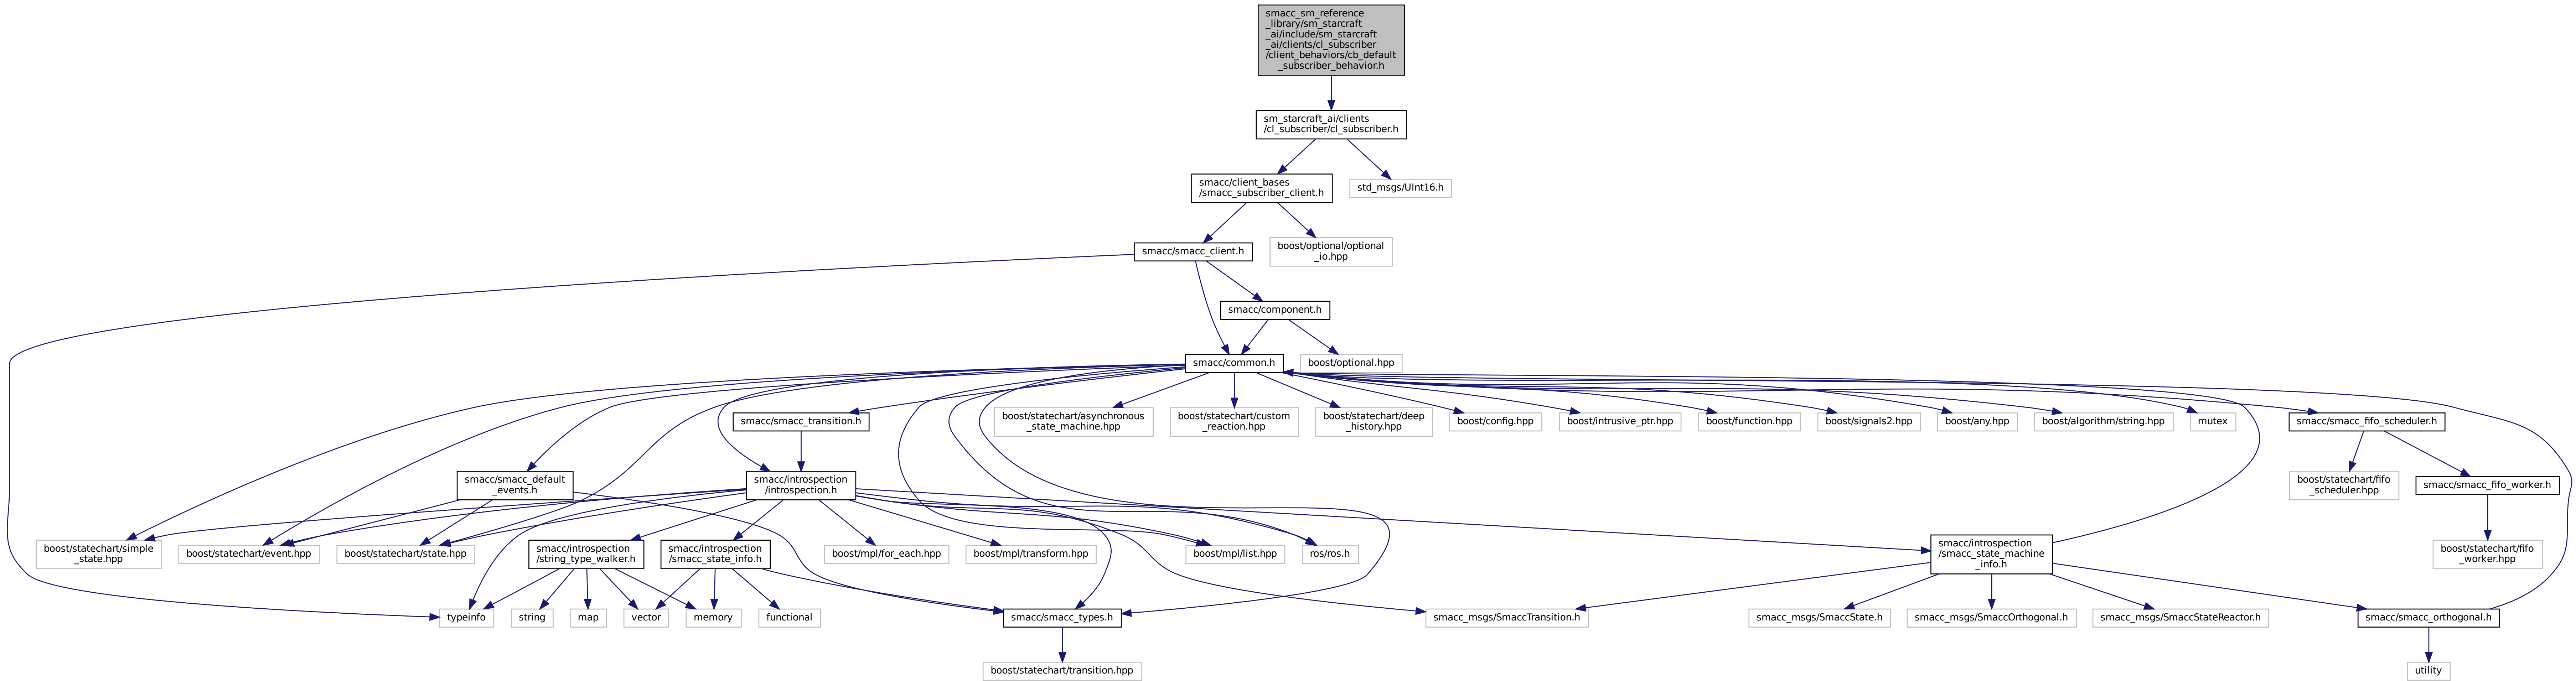 smacc_sm_reference
_library/sm_starcraft
_ai/include/sm_starcraft
_ai/clients/cl_subscriber
/client_behaviors/cb_default
_subscriber_behavior.h
sm_starcraft_ai/clients
/cl_subscriber/cl_subscriber.h
smacc/client_bases
/smacc_subscriber_client.h
std_msgs/UInt16.h
smacc/smacc_client.h
boost/optional/optional
_io.hpp
smacc/component.h
smacc/common.h
boost/optional.hpp
smacc/smacc_transition.h
boost/statechart/asynchronous
_state_machine.hpp
boost/statechart/custom
_reaction.hpp
boost/statechart/deep
_history.hpp
boost/config.hpp
boost/intrusive_ptr.hpp
boost/function.hpp
boost/signals2.hpp
boost/any.hpp
boost/algorithm/string.hpp
mutex
smacc/smacc_fifo_scheduler.h
smacc/smacc_default
_events.h
smacc/introspection
/introspection.h
boost/statechart/fifo
_scheduler.hpp
smacc/smacc_fifo_worker.h
boost/statechart/simple
_state.hpp
boost/statechart/event.hpp
boost/statechart/state.hpp
smacc/introspection
/string_type_walker.h
smacc/introspection
/smacc_state_info.h
boost/mpl/for_each.hpp
boost/mpl/transform.hpp
boost/mpl/list.hpp
ros/ros.h
smacc/introspection
/smacc_state_machine
_info.h
boost/statechart/fifo
_worker.hpp
typeinfo
string
map
vector
memory
functional
smacc/smacc_types.h
smacc_msgs/SmaccTransition.h
smacc_msgs/SmaccState.h
smacc_msgs/SmaccOrthogonal.h
smacc_msgs/SmaccStateReactor.h
smacc/smacc_orthogonal.h
boost/statechart/transition.hpp
utility